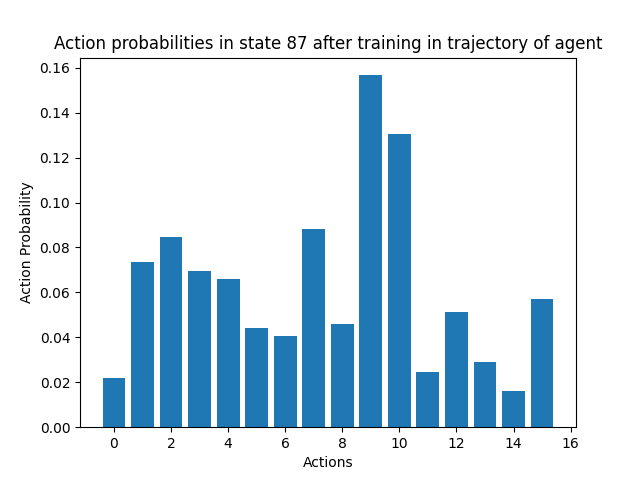 Action probabilities in state 87 after training in trajectory of agent
0.16
0.14
0.12
0.10
0.08
0.06
0.04
0.02
0.00
Action Probability
0 2 4 6 8 10 12 14 16
Actions